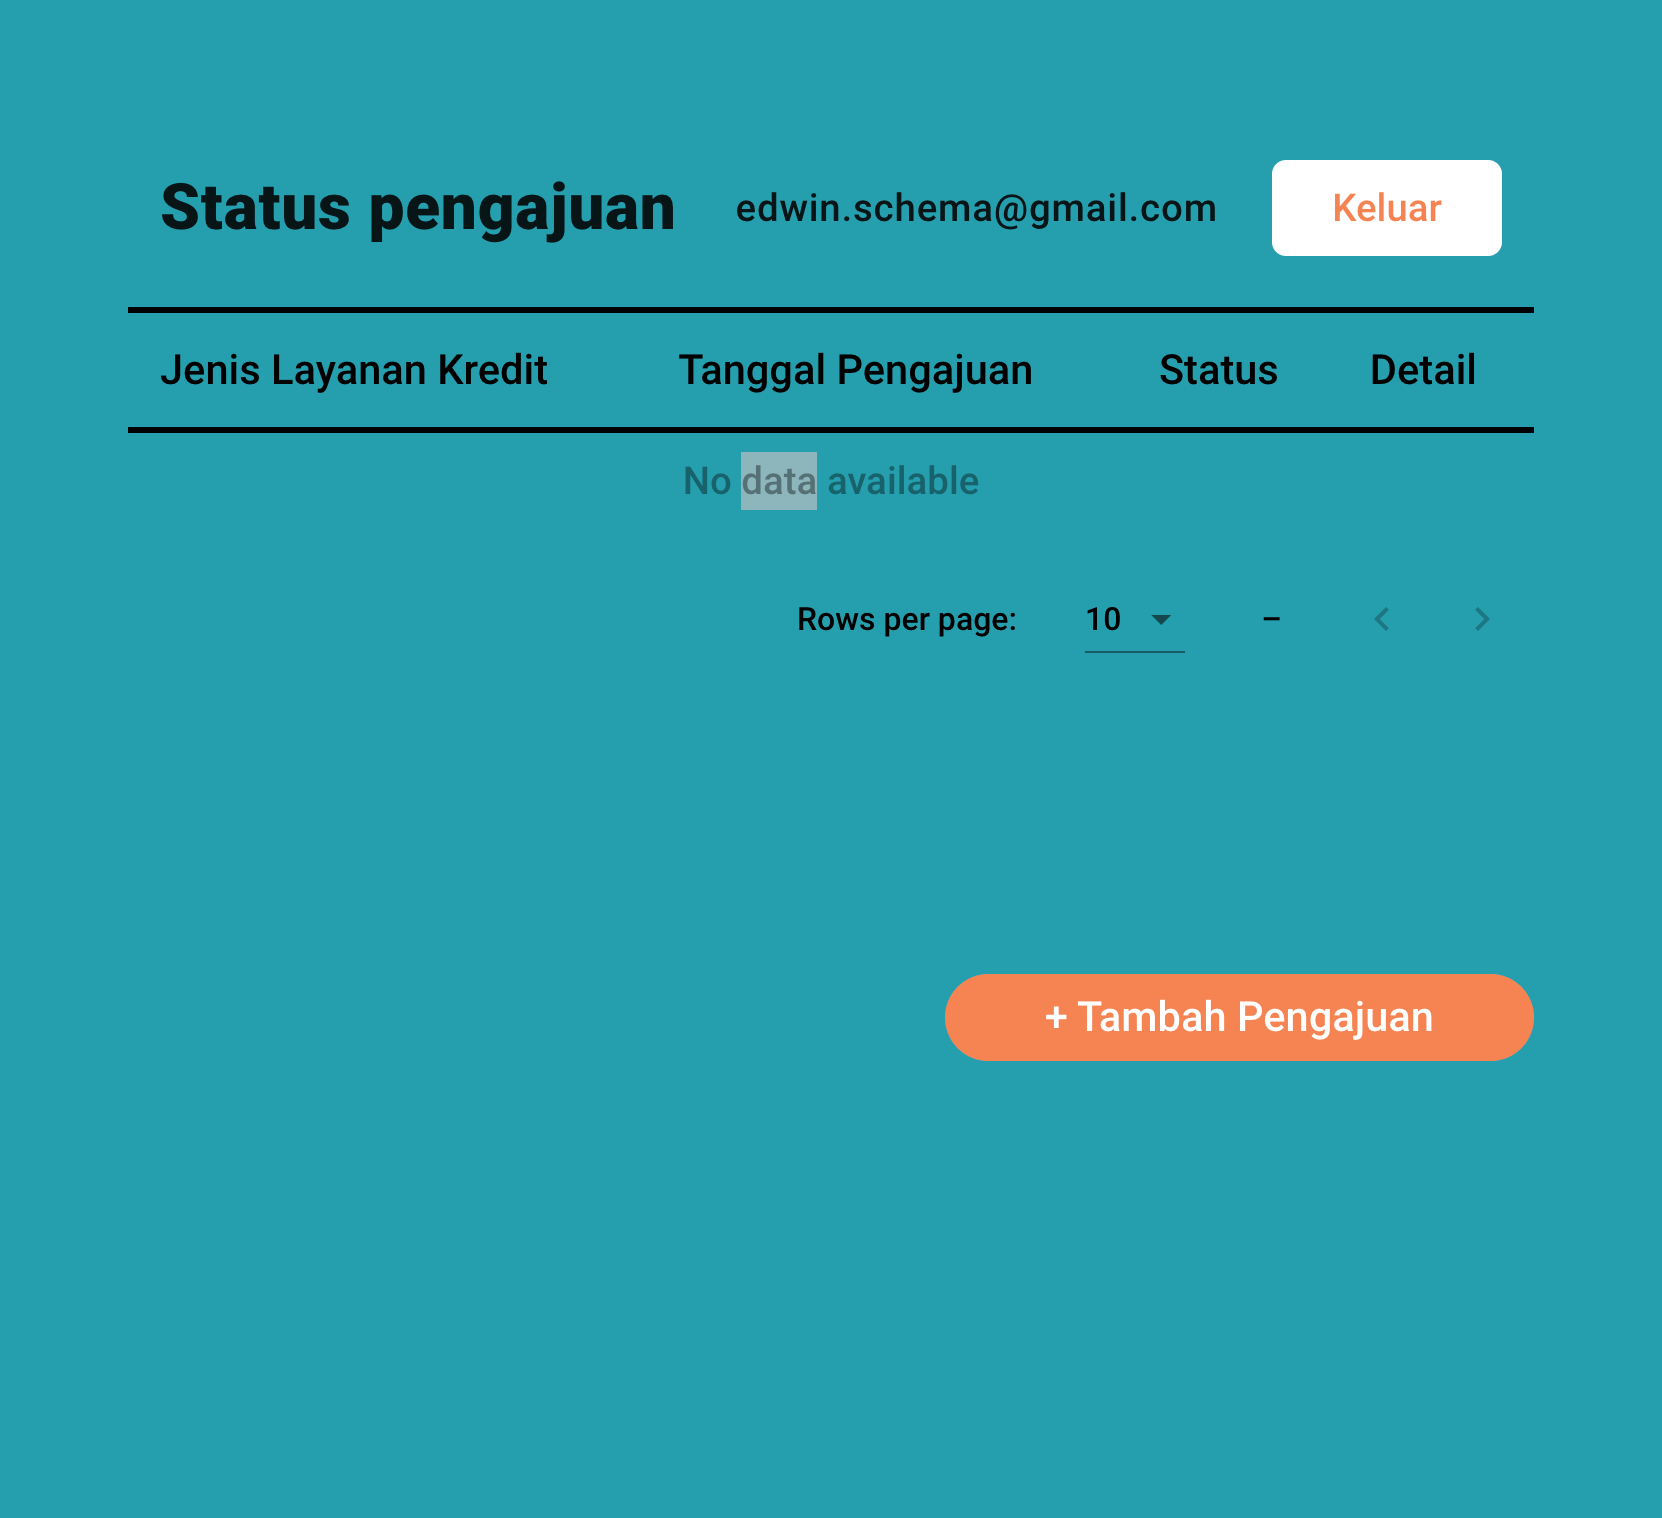 Status pengajuan edwin.schema@gmail.com Keluar
Jenis Layanan Kredit Tanggal Pengajuan Status Detail
No data available
Rows per page: 10 –
+ Tambah Pengajuan